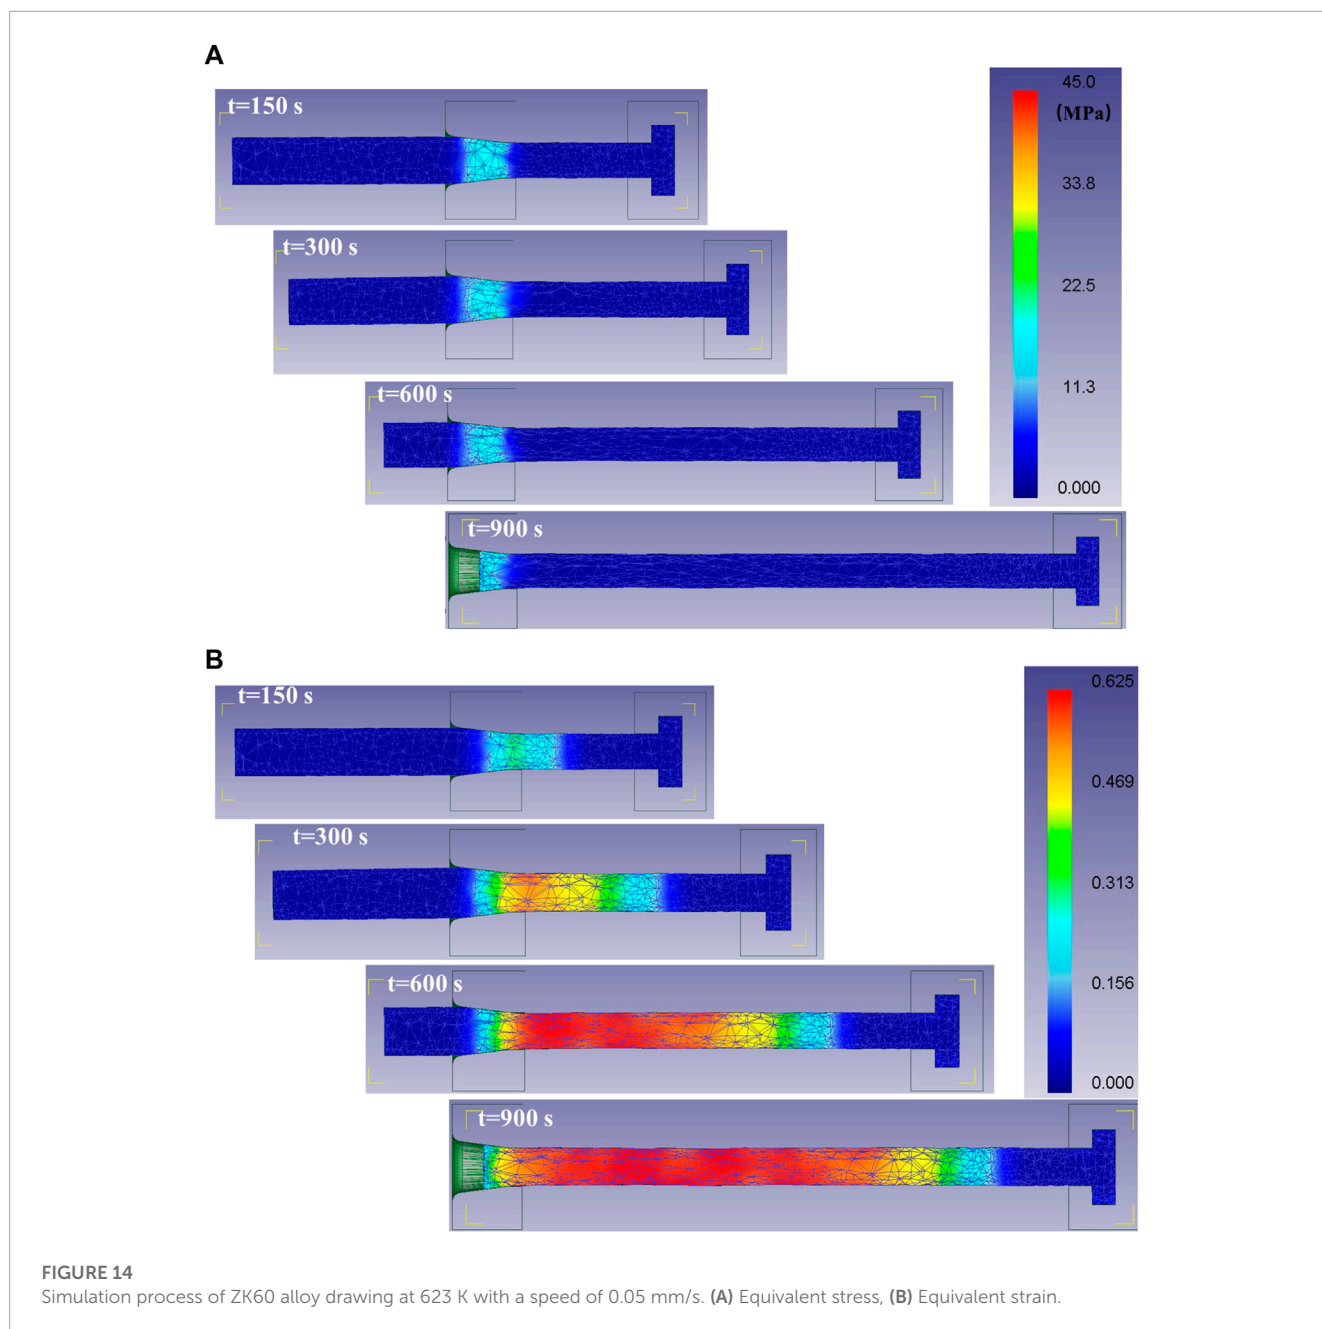 A
t=150 s
t=300 s
t=600 s
t=900 s
45.0
(MPa)
33.8
22.5
11.3
0.000
B
t=150 s
t=300 s
t=600 s
t=900 s
0.625
0.469
0.313
0.156
0.000
FIGURE 14
Simulation process of ZK60 alloy drawing at 623 K with a speed of 0.05 mm/s. (A) Equivalent stress, (B) Equivalent strain.